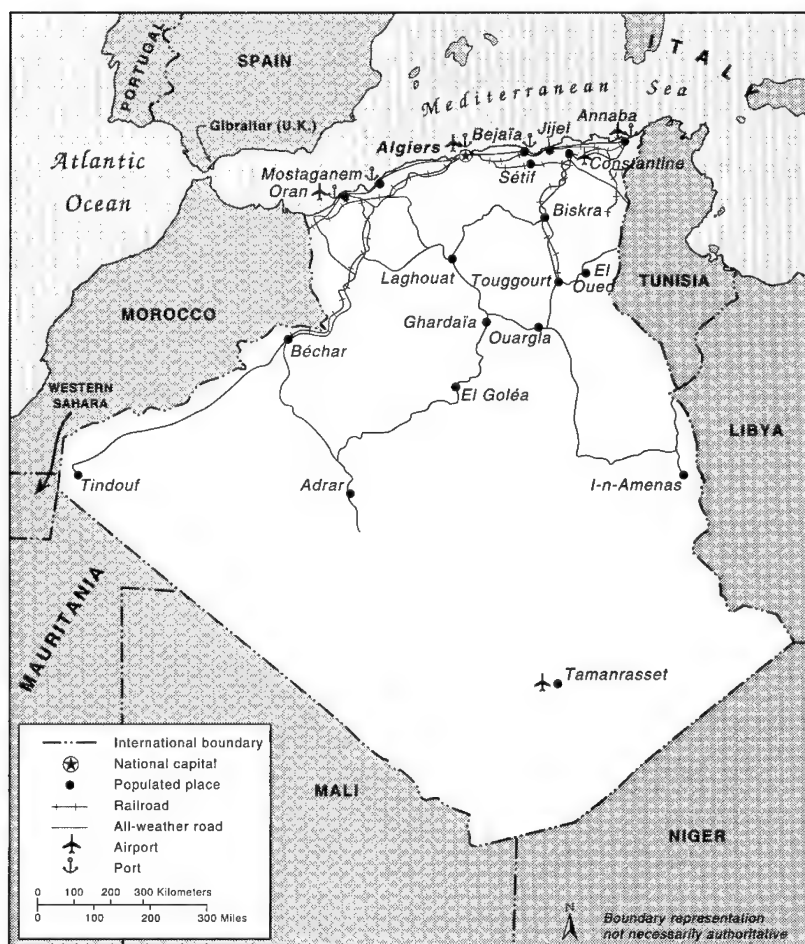 ITALY
PORTUGAL
SPAIN
Mediterranean Sea
Gibraltar (U.K.)
Algiers
Bejaïa
Jijel
Annaba
Atlantic
Ocean
Mostaganem
Oran
Sétif
Constantine
Biskra
Laghouat
Touggourt
El
Oued
TUNISIA
MOROCCO
Ghardaïa
Ouargla
Béchar
WESTERN
SAHARA
El Goléa
LIBYA
Tindouf
Adrar
I-n-Amenas
MAURITANIA
Tamanrasset
International boundary
National capital
Populated place
Railroad
All-weather road
Airport
Port
0 100 200 300 Kilometers
0 100 200 300 Miles
MALI
NIGER
N
Boundary representation
not necessarily authoritative